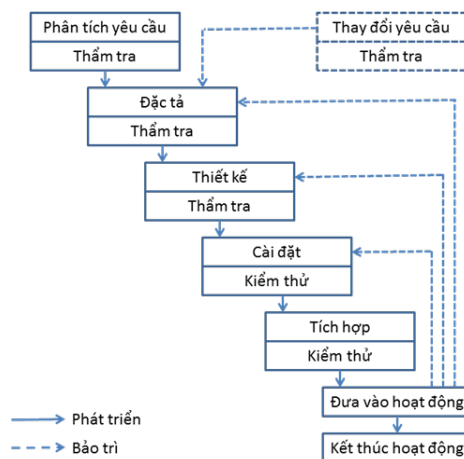 Phân tích yêu cầu
Thẩm tra
Thay đổi yêu cầu
Thẩm tra
Đặc tả
Thẩm tra
Thiết kế
Thẩm tra
Cài đặt
Kiểm thử
Tích hợp
Kiểm thử
Đưa vào hoạt động
Kết thúc hoạt động
Phát triển
Bảo trì